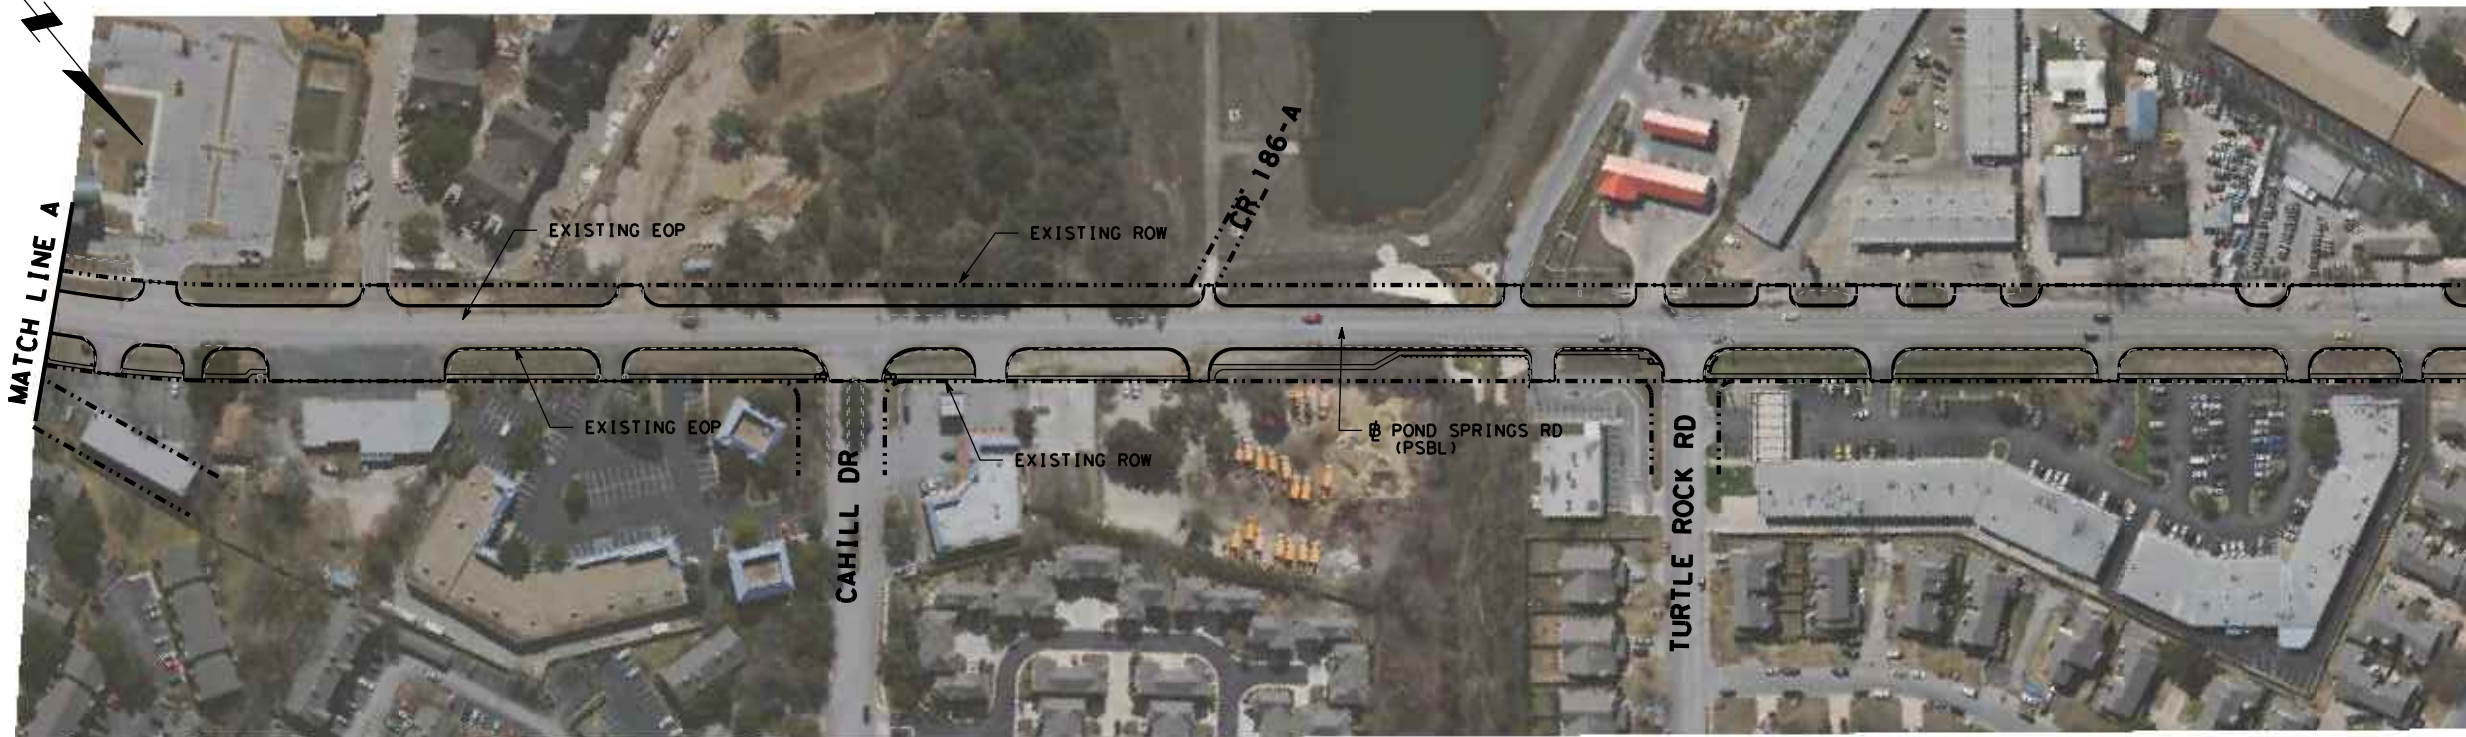 MATCH LINE A
EXISTING EOP
EXISTING ROW
CR 186-A
EXISTING EOP
CAHILL DR
EXISTING ROW
POND SPRINGS RD
(PSBL)
TURTLE ROCK RD